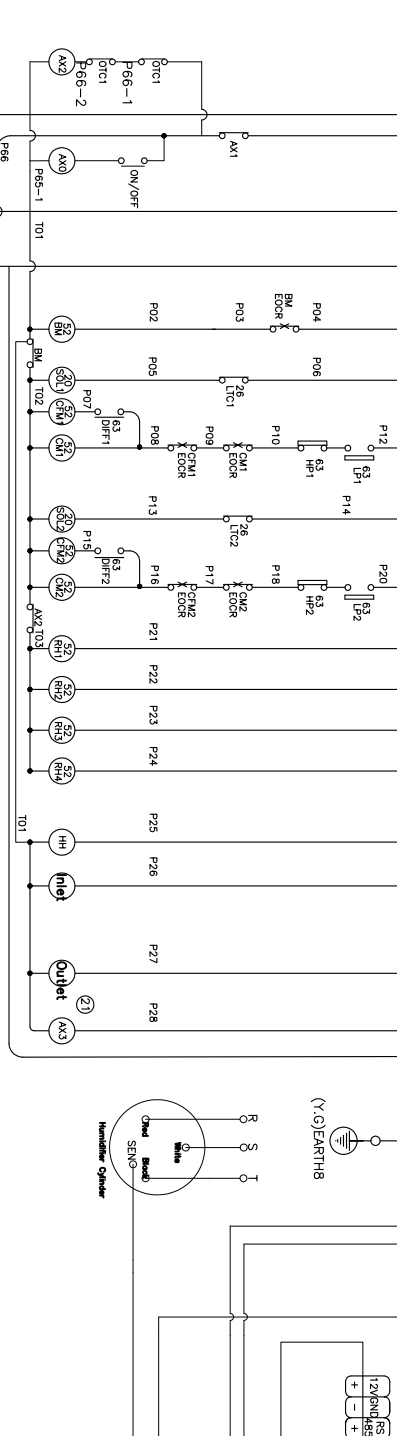 AX2
OTC1
P66-2
OTC1
P66-1
P66
AX0
P65-1
ON/OFF
AX1
T01
52
BM
P02
P03
BM
EOCR
P04
BM
20
SOL1
P05
26
LTC1
P06
T02
52
CFM1
P07
63
DIFF1
52
CM1
P08
CFM1
EOCR
P09
CM1
EOCR
P10
63
HP1
63
LP1
P12
20
SOL2
P13
26
LTC2
P14
52
CFM2
P15
63
DIFF2
52
CM2
P16
CFM2
EOCR
P17
CM2
EOCR
P18
63
HP2
63
LP2
P20
AX2
T03
52
RH1
P21
52
RH2
P22
52
RH3
P23
52
RH4
P24
T01
HH
P25
Inlet
P26
Outlet
P27
21
AX3
P28
(Y.G)EARTH8
R
S
T
Red
White
Black
SEN
Humidifier Cylinder
12V
GND
RS
485
+
-
+